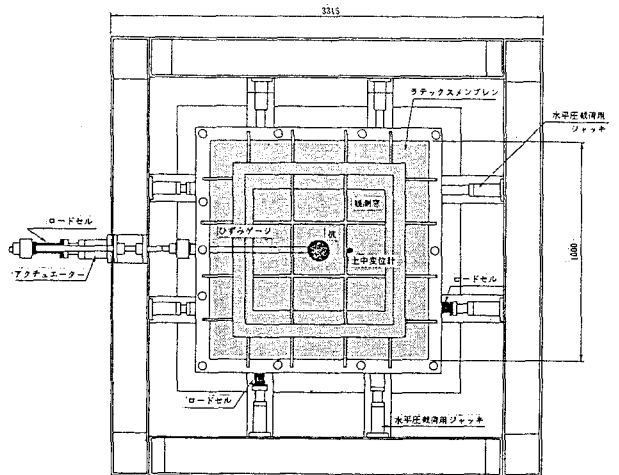 3315
ラテックスメンブレン
水平圧載荷用
ジャッキ
観測窓
ロードセル
ひずみゲージ
杭
土中変位計
アクチュエーター
1400
ロードセル
ロードセル
水平圧載荷用ジャッキ